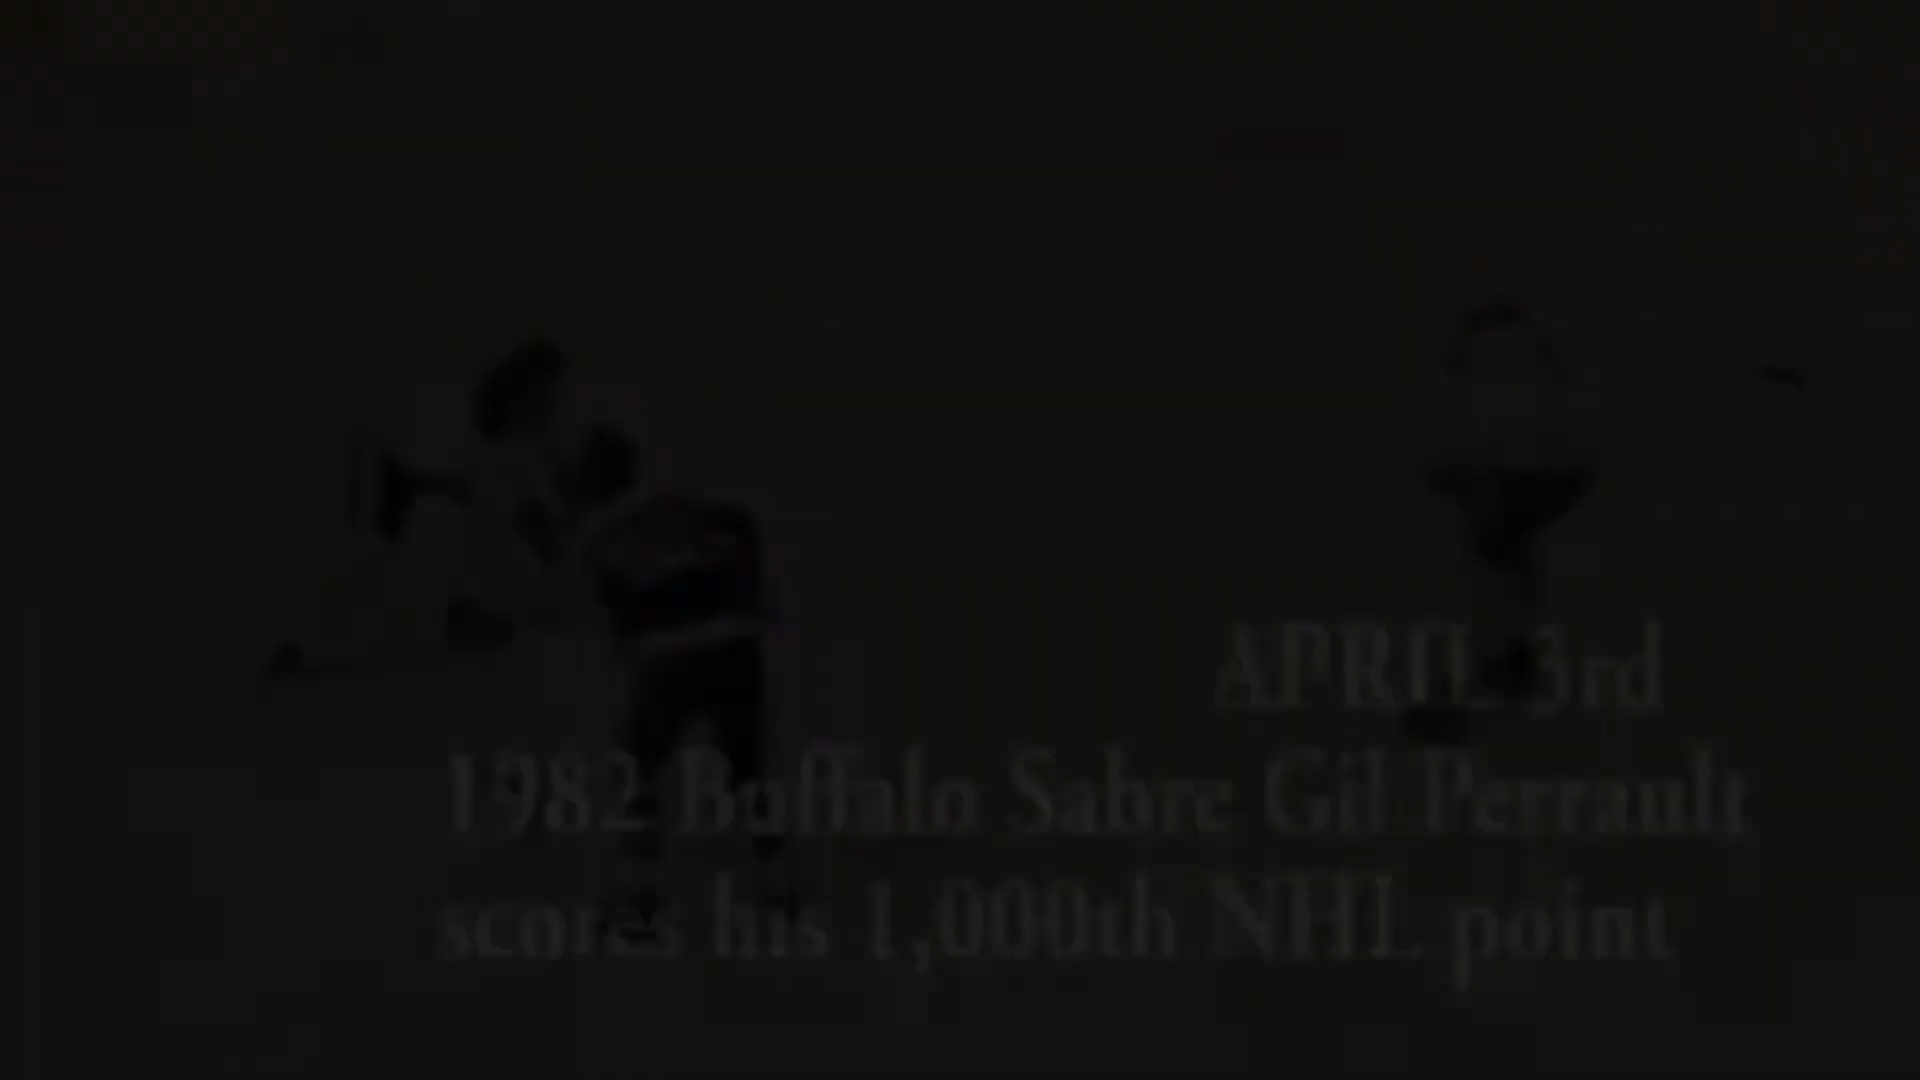 APRIL 3rd
1982 Buffalo Sabre Gil Perrault
scores his 1,000th NHL point